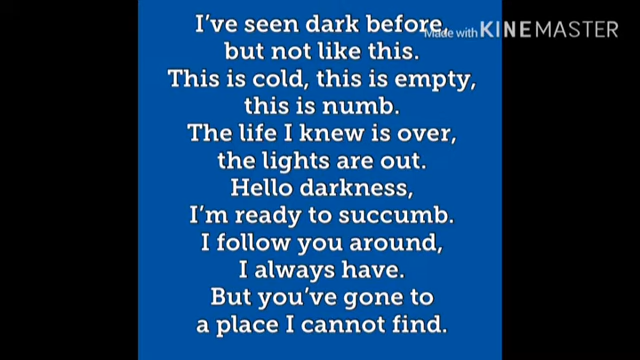 I've seen dark before,
Made with KINEMASTER
but not like this.
This is cold, this is empty,
this is numb.
The life I knew is over,
the lights are out.
Hello darkness,
I'm ready to succumb.
I follow you around,
I always have.
But you've gone to
a place I cannot find.